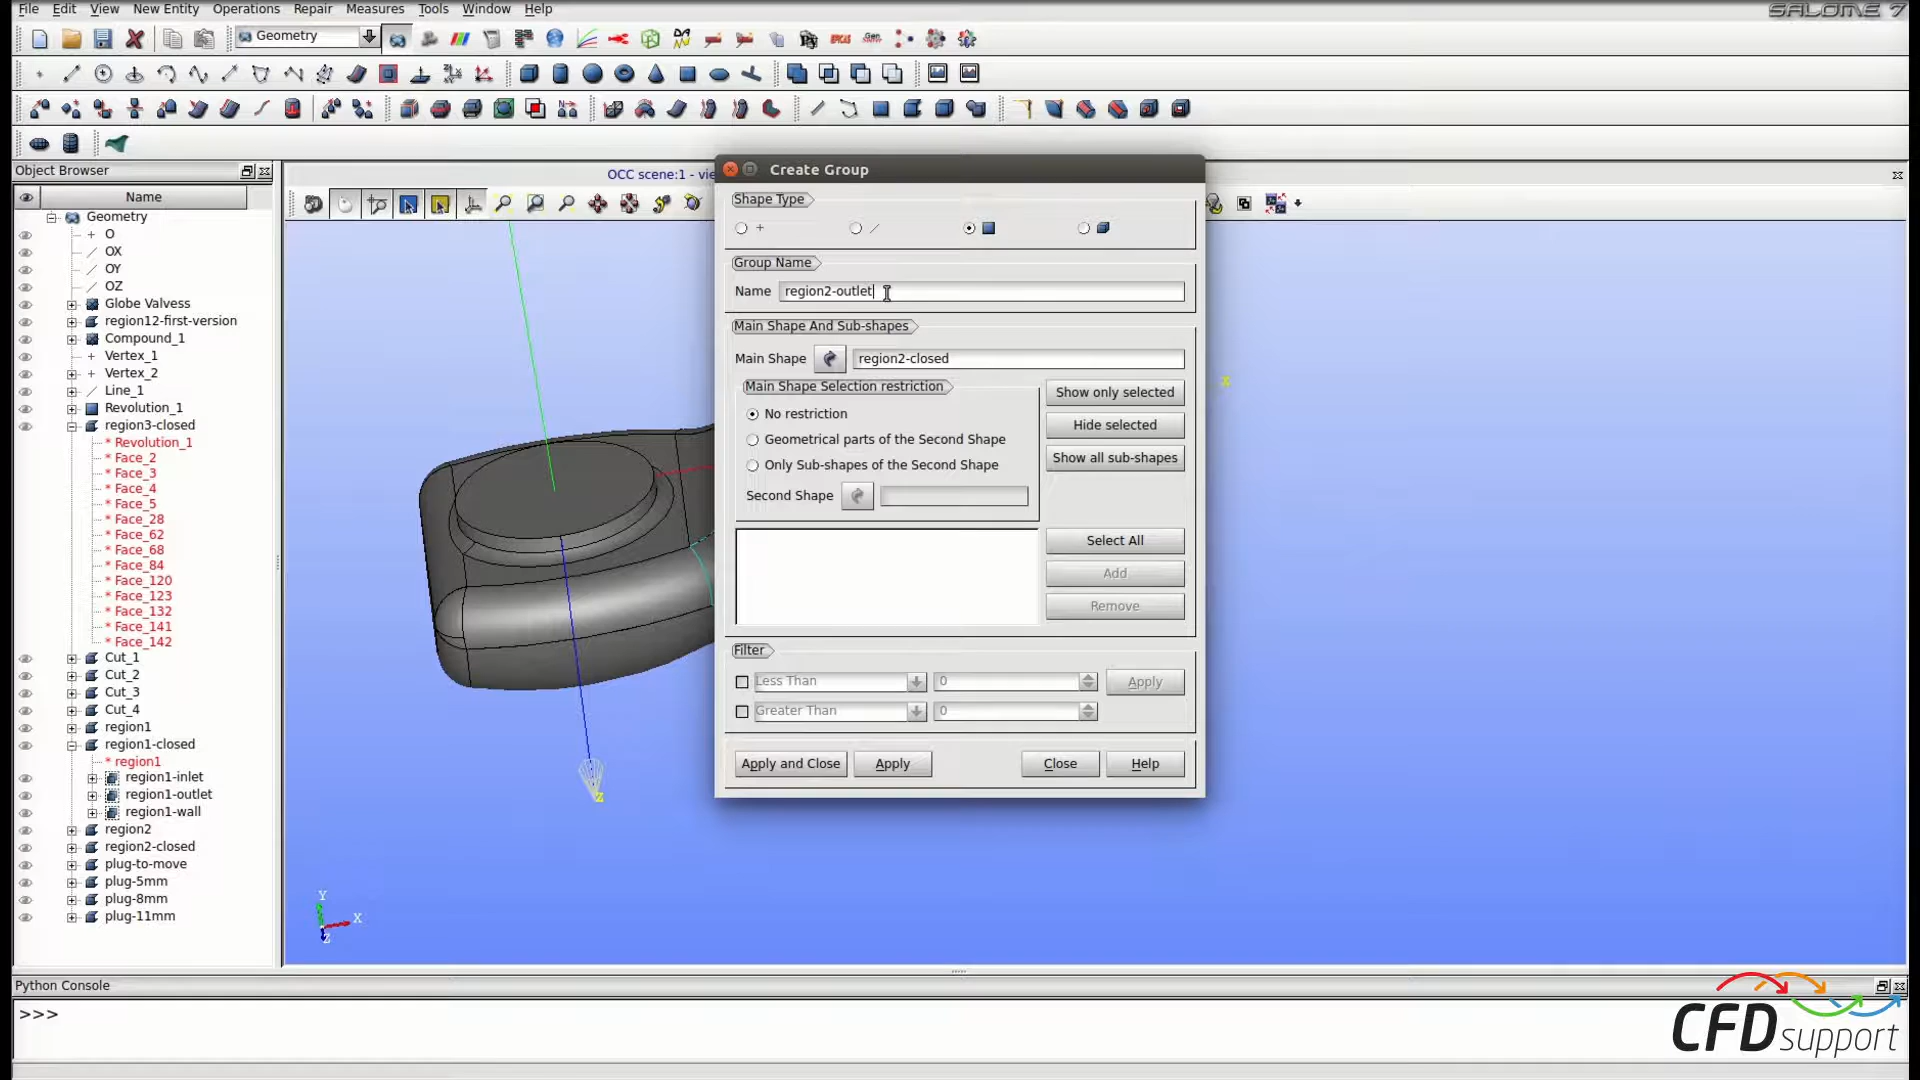 File Edit View New Entity Operations Repair Measures Tools Window Help
SALOME 7
Geometry
Object Browser
OCC scene:1 - vie
Name
Geometry
O
OX
OY
OZ
Globe Valvess
region12-first-version
Compound_1
Vertex_1
Vertex_2
Line_1
Revolution_1
region3-closed
* Revolution_1
* Face_2
* Face_3
* Face_4
* Face_5
* Face_28
* Face_62
* Face_68
* Face_84
* Face_120
* Face_123
* Face_132
* Face_141
* Face_142
Cut_1
Cut_2
Cut_3
Cut_4
region1
region1-closed
* region1
region1-inlet
region1-outlet
region1-wall
region2
region2-closed
plug-to-move
plug-5mm
plug-8mm
plug-11mm
Create Group
Shape Type
Group Name
Name region2-outlet
Main Shape And Sub-shapes
Main Shape region2-closed
Main Shape Selection restriction
No restriction
Geometrical parts of the Second Shape
Only Sub-shapes of the Second Shape
Second Shape
Show only selected
Hide selected
Show all sub-shapes
Select All
Add
Remove
Filter
Less Than 0 Apply
Greater Than 0
Apply and Close Apply Close Help
X
Z
Y
X
Z
Python Console
>>>
CFD support